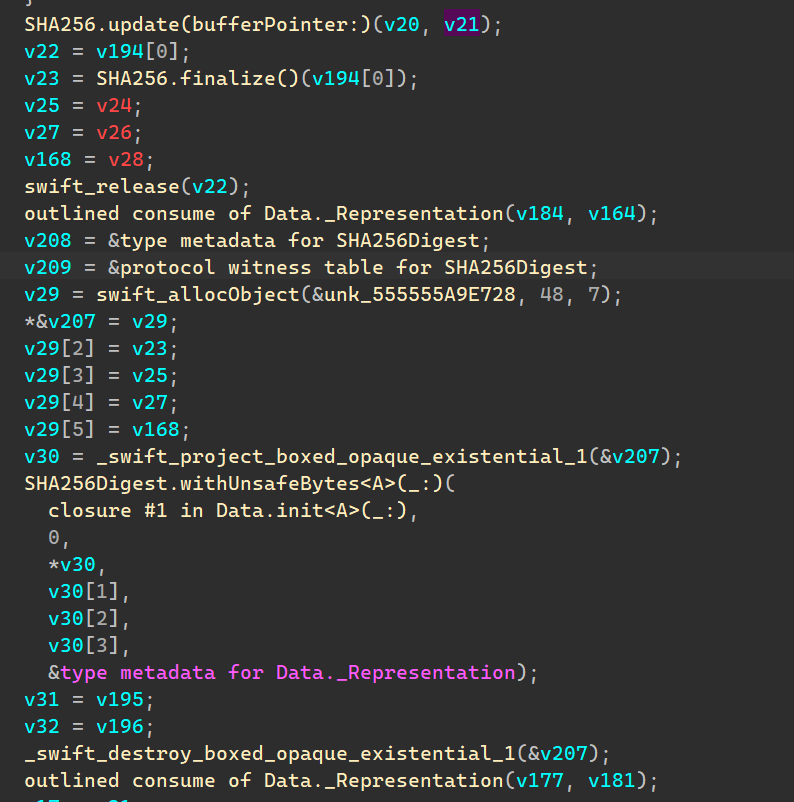 SHA256.update(bufferPointer:)(v20, v21);
v22 = v194[0];
v23 = SHA256.finalize()(v194[0]);
v25 = v24;
v27 = v26;
v168 = v28;
swift_release(v22);
outlined consume of Data._Representation(v184, v164);
v208 = &type metadata for SHA256Digest;
v209 = &protocol witness table for SHA256Digest;
v29 = swift_allocObject(&unk_555555A9E728, 48, 7);
*&v207 = v29;
v29[2] = v23;
v29[3] = v25;
v29[4] = v27;
v29[5] = v168;
v30 = _swift_project_boxed_opaque_existential_1(&v207);
SHA256Digest.withUnsafeBytes<A>(_:)(
closure #1 in Data.init<A>(_:),
0,
*v30,
v30[1],
v30[2],
v30[3],
&type metadata for Data._Representation);
v31 = v195;
v32 = v196;
_swift_destroy_boxed_opaque_existential_1(&v207);
outlined consume of Data._Representation(v177, v181);